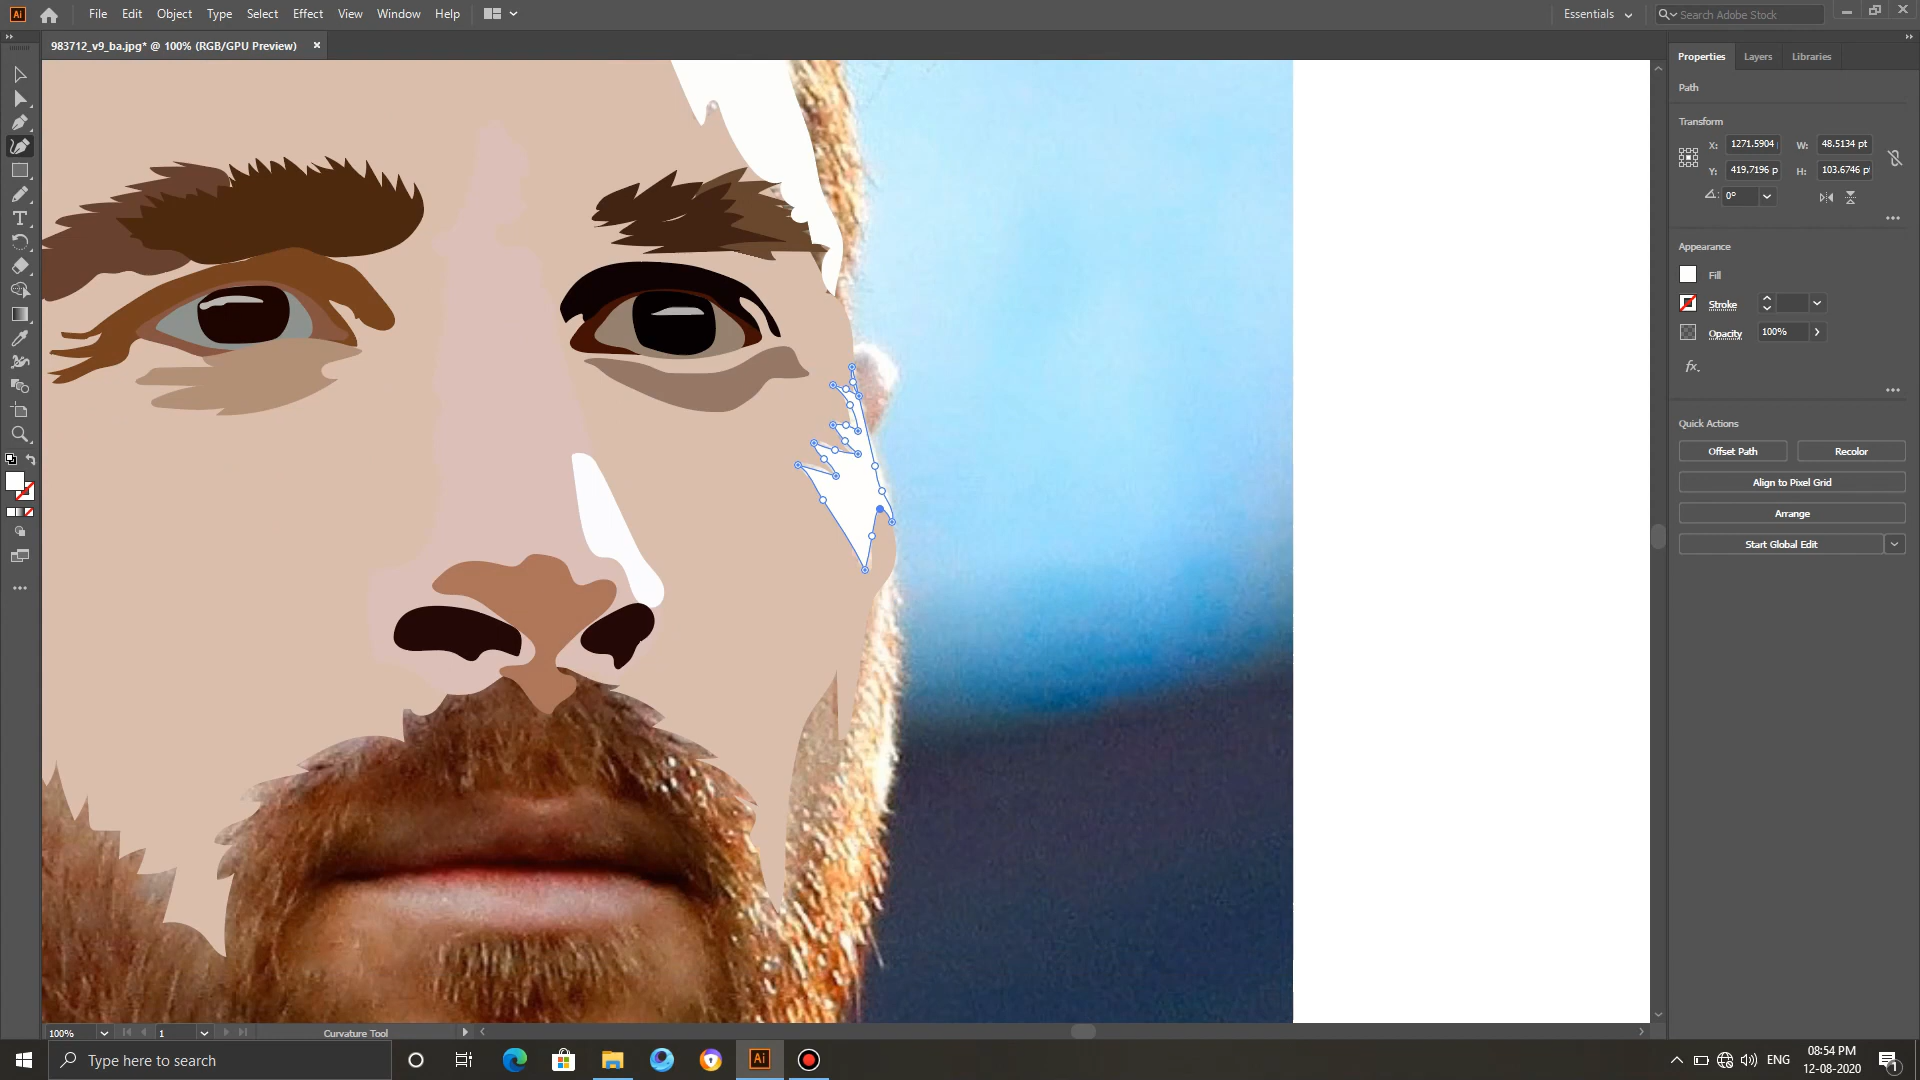 Ai File Edit Object Type Select Effect View Window Help Essentials Search Adobe Stock
983712_v9_ba.jpg* @ 100% (RGB/GPU Preview) ×
Properties Layers Libraries
Path
Transform
X: 1271.5904 W: 48.5134 pt
Y: 419.7196 p H: 103.6746 p
0°
Appearance
Fill
Stroke
Opacity 100%
fx.
Quick Actions
Offset Path Recolor
Align to Pixel Grid
Arrange
Start Global Edit
100% 1 Curvature Tool
Type here to search
Ai
ENG
08:54 PM
12-08-2020
1